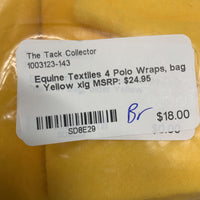 The Tack Collector
1003123-143
Equine Textiles 4 Polo Wraps, bag
* Yellow xlg MSRP: $24.95
Br $18.00
SD8E29